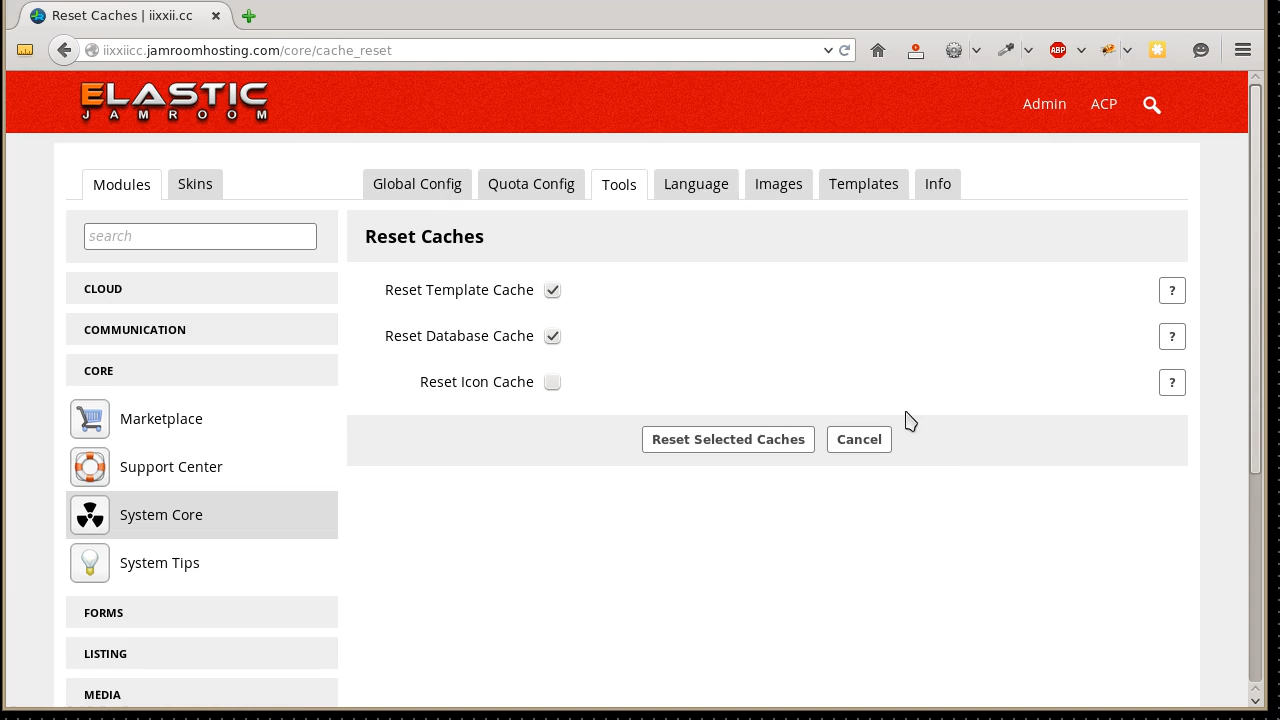 Reset Caches | iixxii.cc
iixxiicc.jamroomhosting.com/core/cache_reset
ABP
ELASTIC
JAMROOM
Admin ACP
Modules Skins Global Config Quota Config Tools Language Images Templates Info
search
Reset Caches
CLOUD
COMMUNICATION
CORE
Marketplace
Support Center
System Core
System Tips
FORMS
LISTING
MEDIA
Reset Template Cache ?
Reset Database Cache ?
Reset Icon Cache ?
Reset Selected Caches Cancel